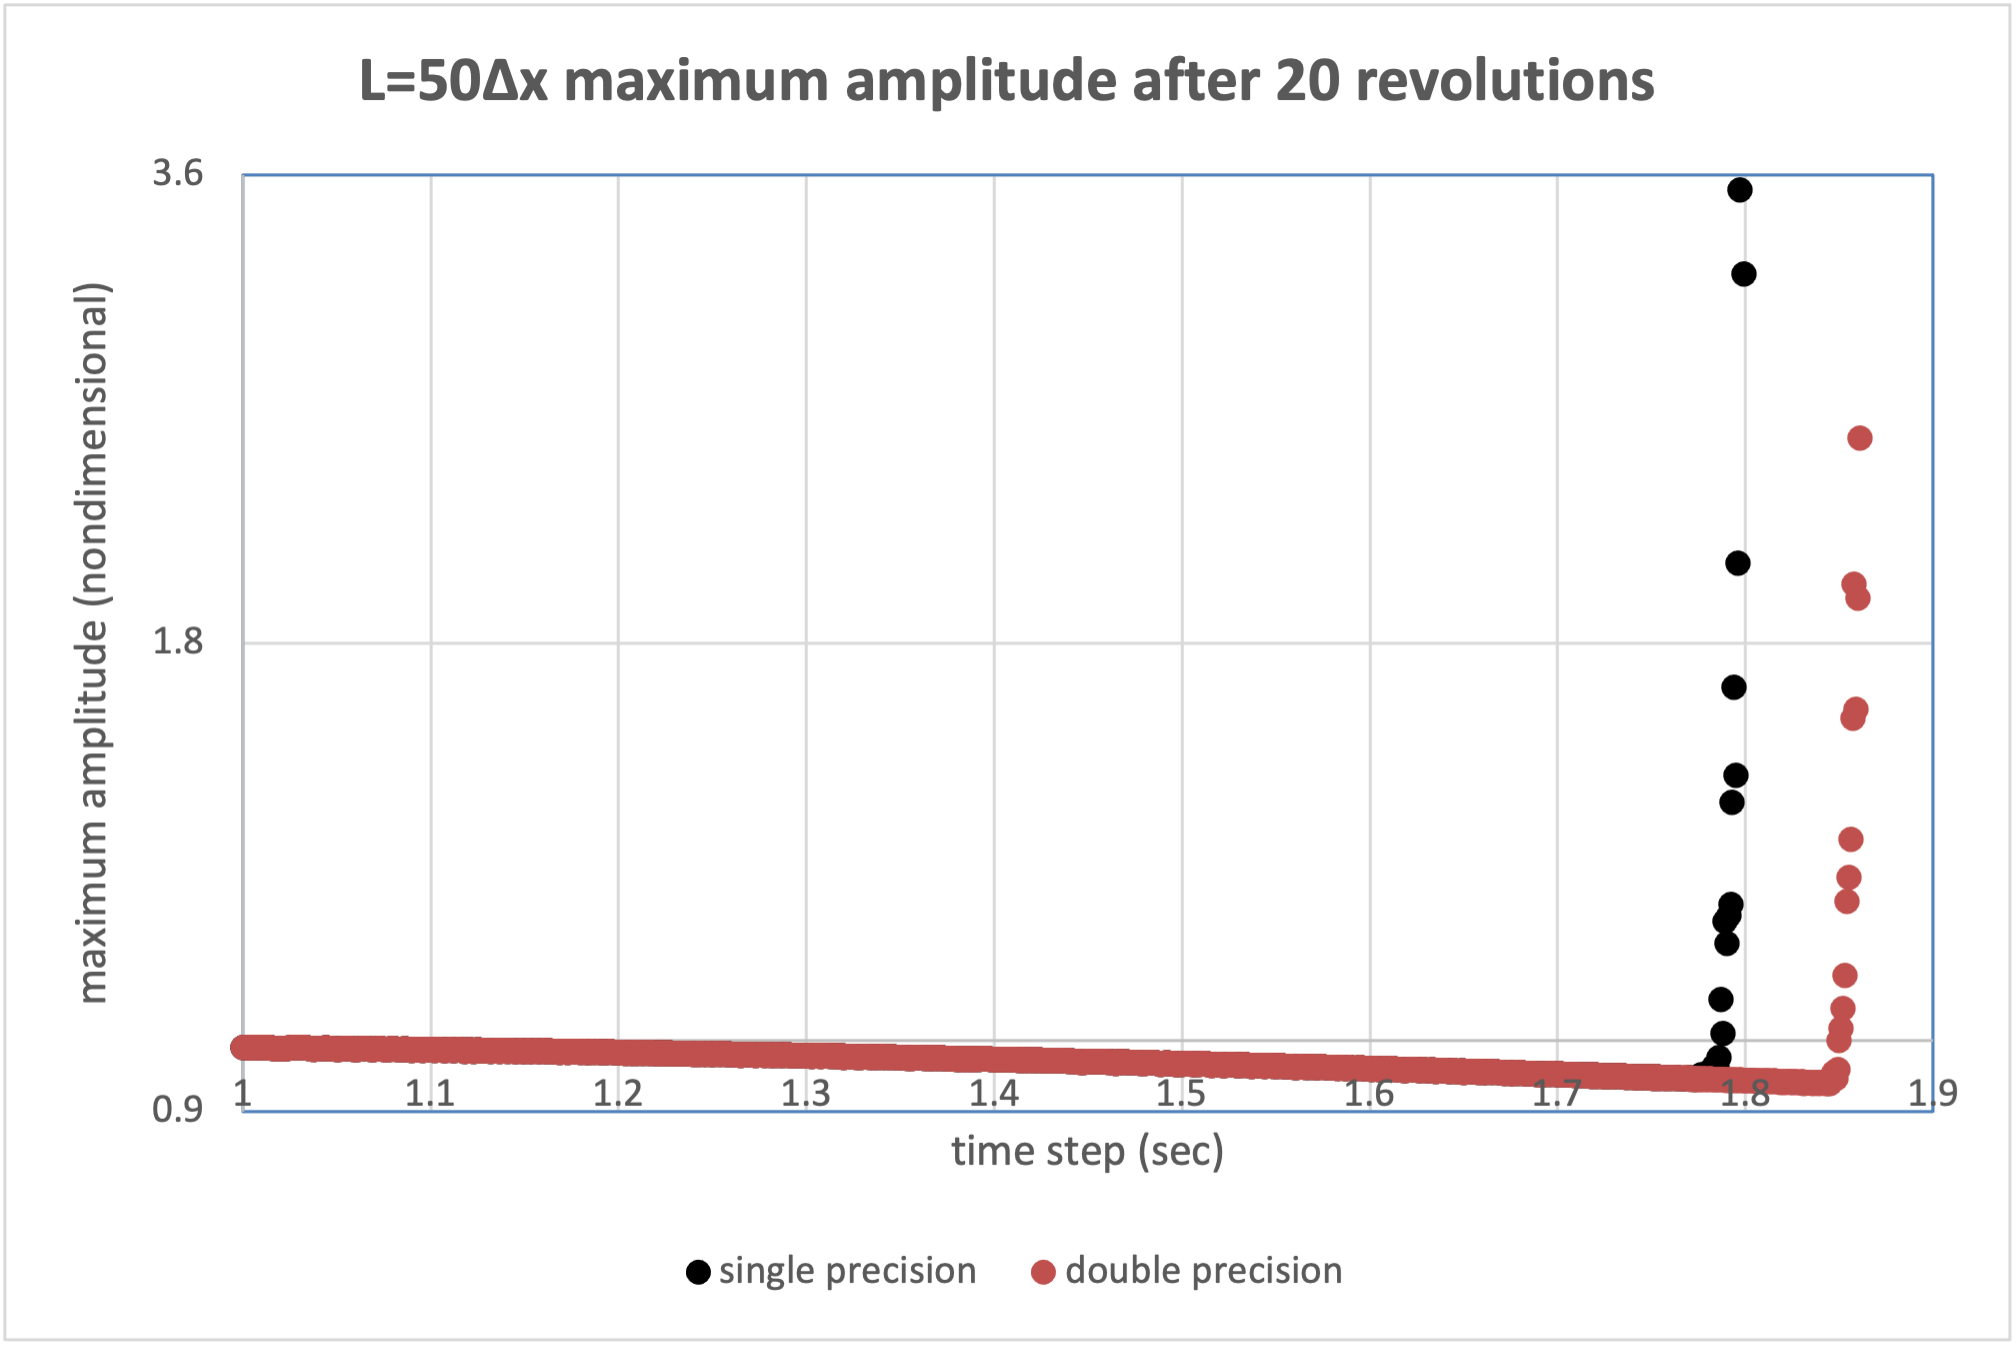 L=50Δx maximum amplitude after 20 revolutions
3.6
1.8
0.9
maximum amplitude (nondimensional)
1 1.1 1.2 1.3 1.4 1.5 1.6 1.7 1.8 1.9
time step (sec)
single precision double precision